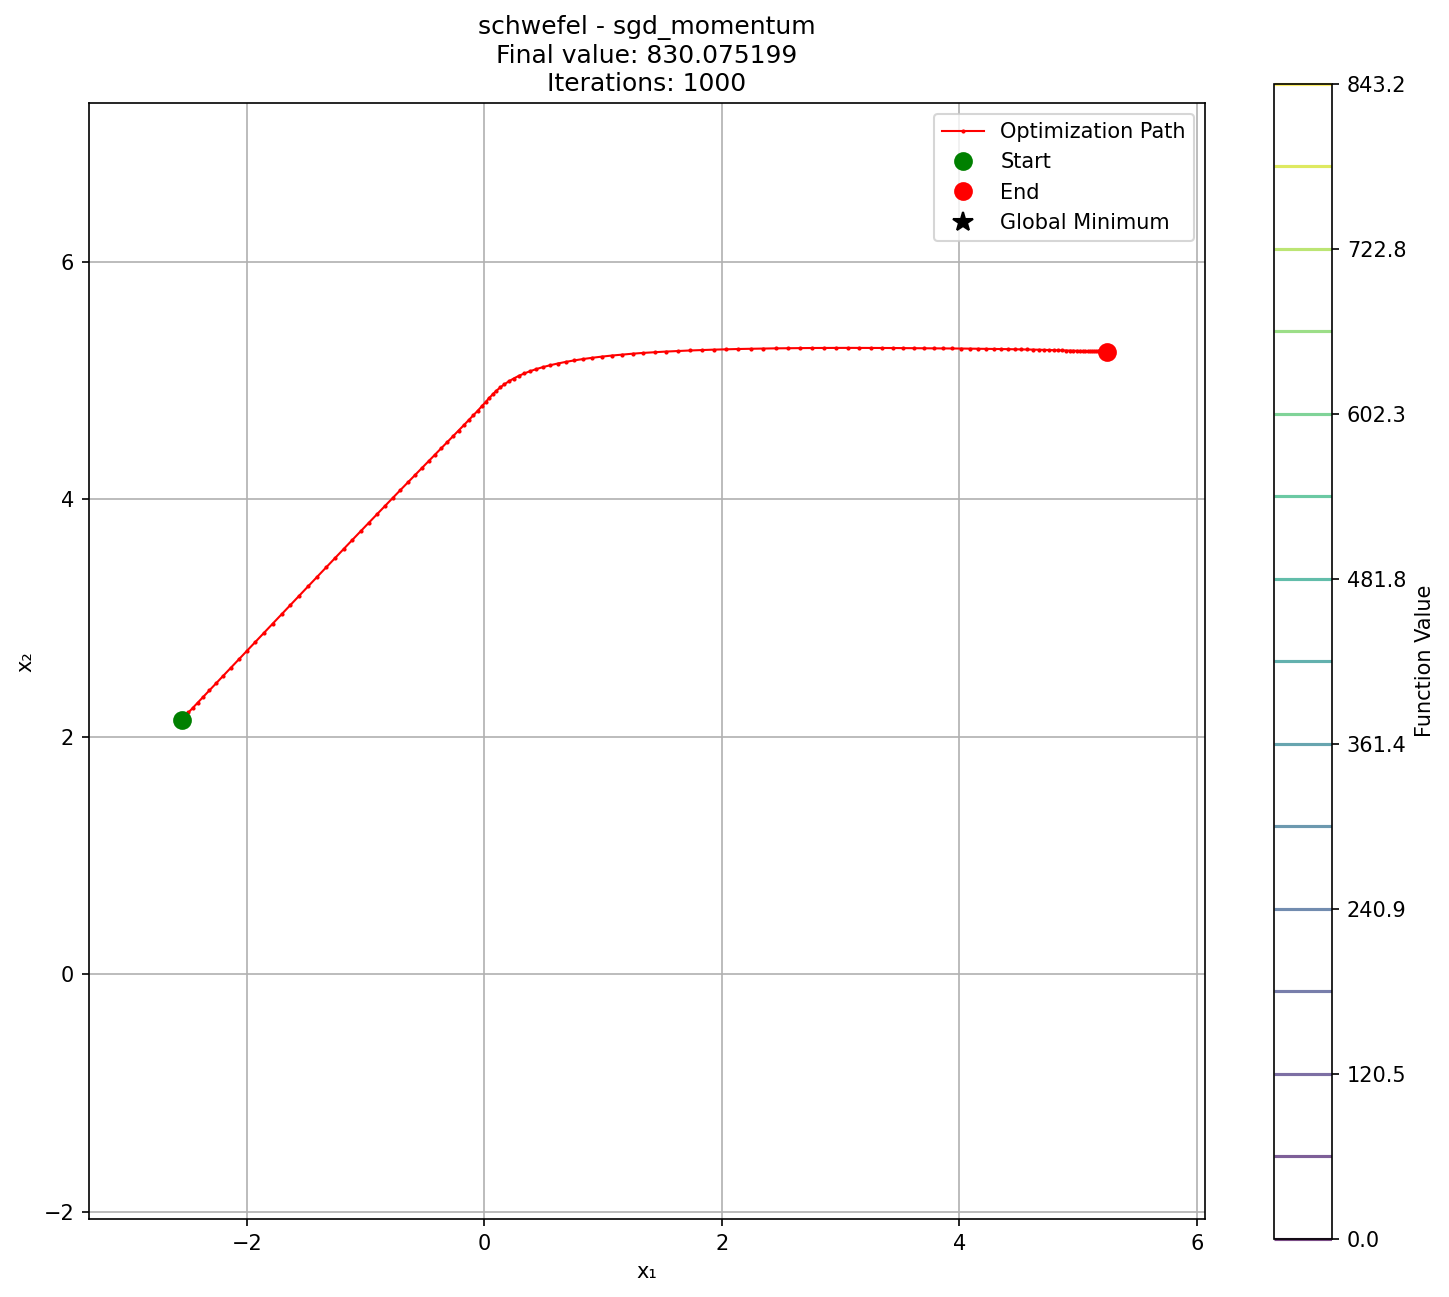 schwefel - sgd_momentum
Final value: 830.075199
Iterations: 1000
Optimization Path
Start
End
Global Minimum
6
4
2
0
−2
x₂
−2
0
2
4
6
x₁
843.2
722.8
602.3
481.8
361.4
240.9
120.5
0.0
Function Value